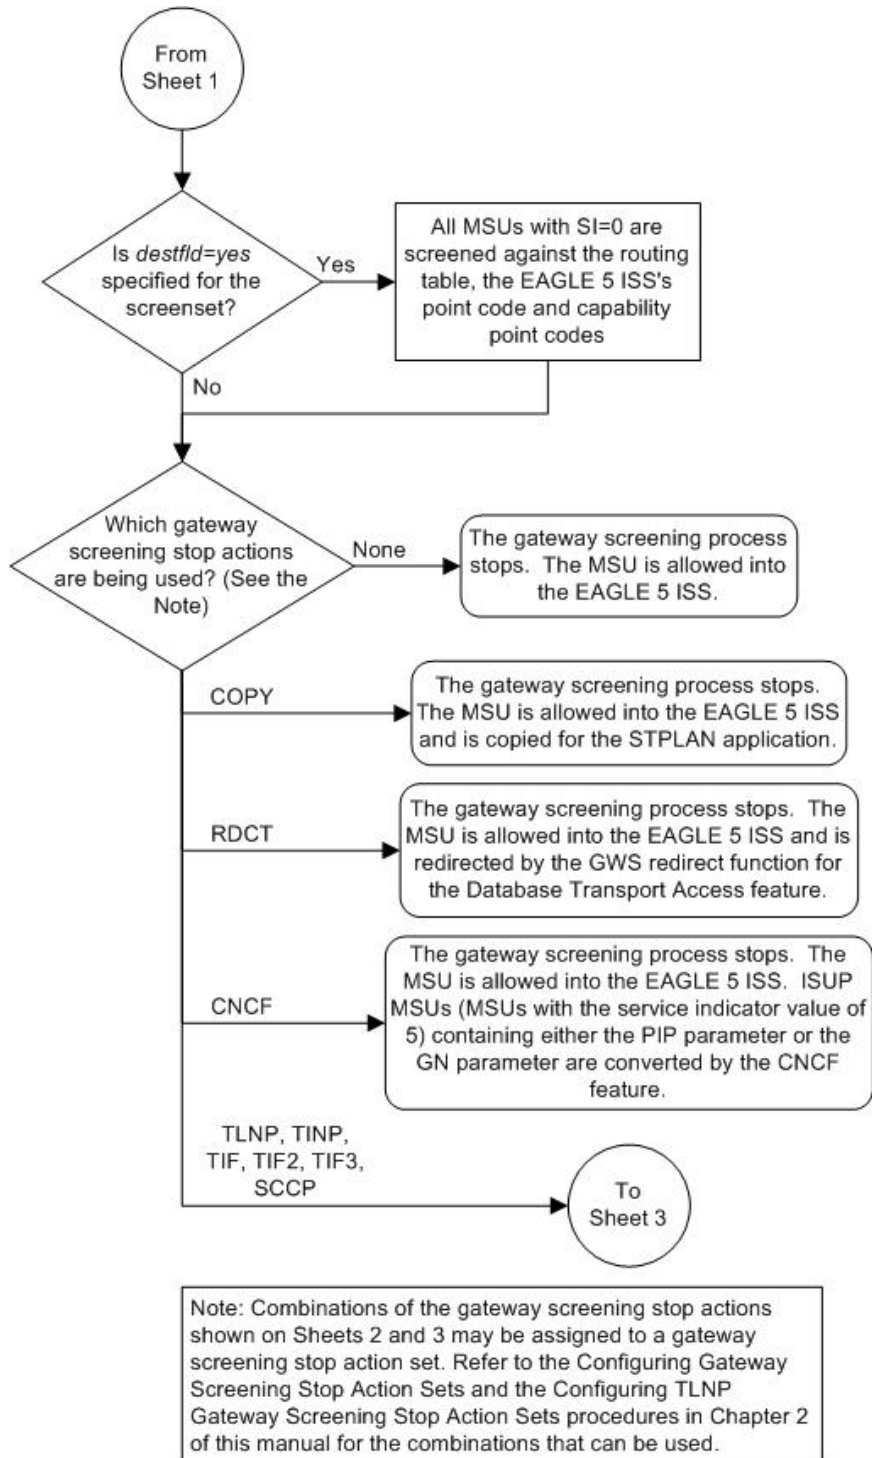 From
Sheet 1
Is destfld=yes
specified for the
screenset?
Yes
All MSUs with SI=0 are
screened against the routing
table, the EAGLE 5 ISS's
point code and capability
point codes
No
Which gateway
screening stop actions
are being used? (See the
Note)
None
The gateway screening process
stops. The MSU is allowed into
the EAGLE 5 ISS.
COPY
The gateway screening process stops.
The MSU is allowed into the EAGLE 5 ISS
and is copied for the STPLAN application.
RDCT
The gateway screening process stops. The
MSU is allowed into the EAGLE 5 ISS and is
redirected by the GWS redirect function for
the Database Transport Access feature.
CNCF
The gateway screening process stops. The
MSU is allowed into the EAGLE 5 ISS. ISUP
MSUs (MSUs with the service indicator value of
5) containing either the PIP parameter or the
GN parameter are converted by the CNCF
feature.
TLNP, TINP,
TIF, TIF2, TIF3,
SCCP
To
Sheet 3
Note: Combinations of the gateway screening stop actions
shown on Sheets 2 and 3 may be assigned to a gateway
screening stop action set. Refer to the Configuring Gateway
Screening Stop Action Sets and the Configuring TLNP
Gateway Screening Stop Action Sets procedures in Chapter 2
of this manual for the combinations that can be used.